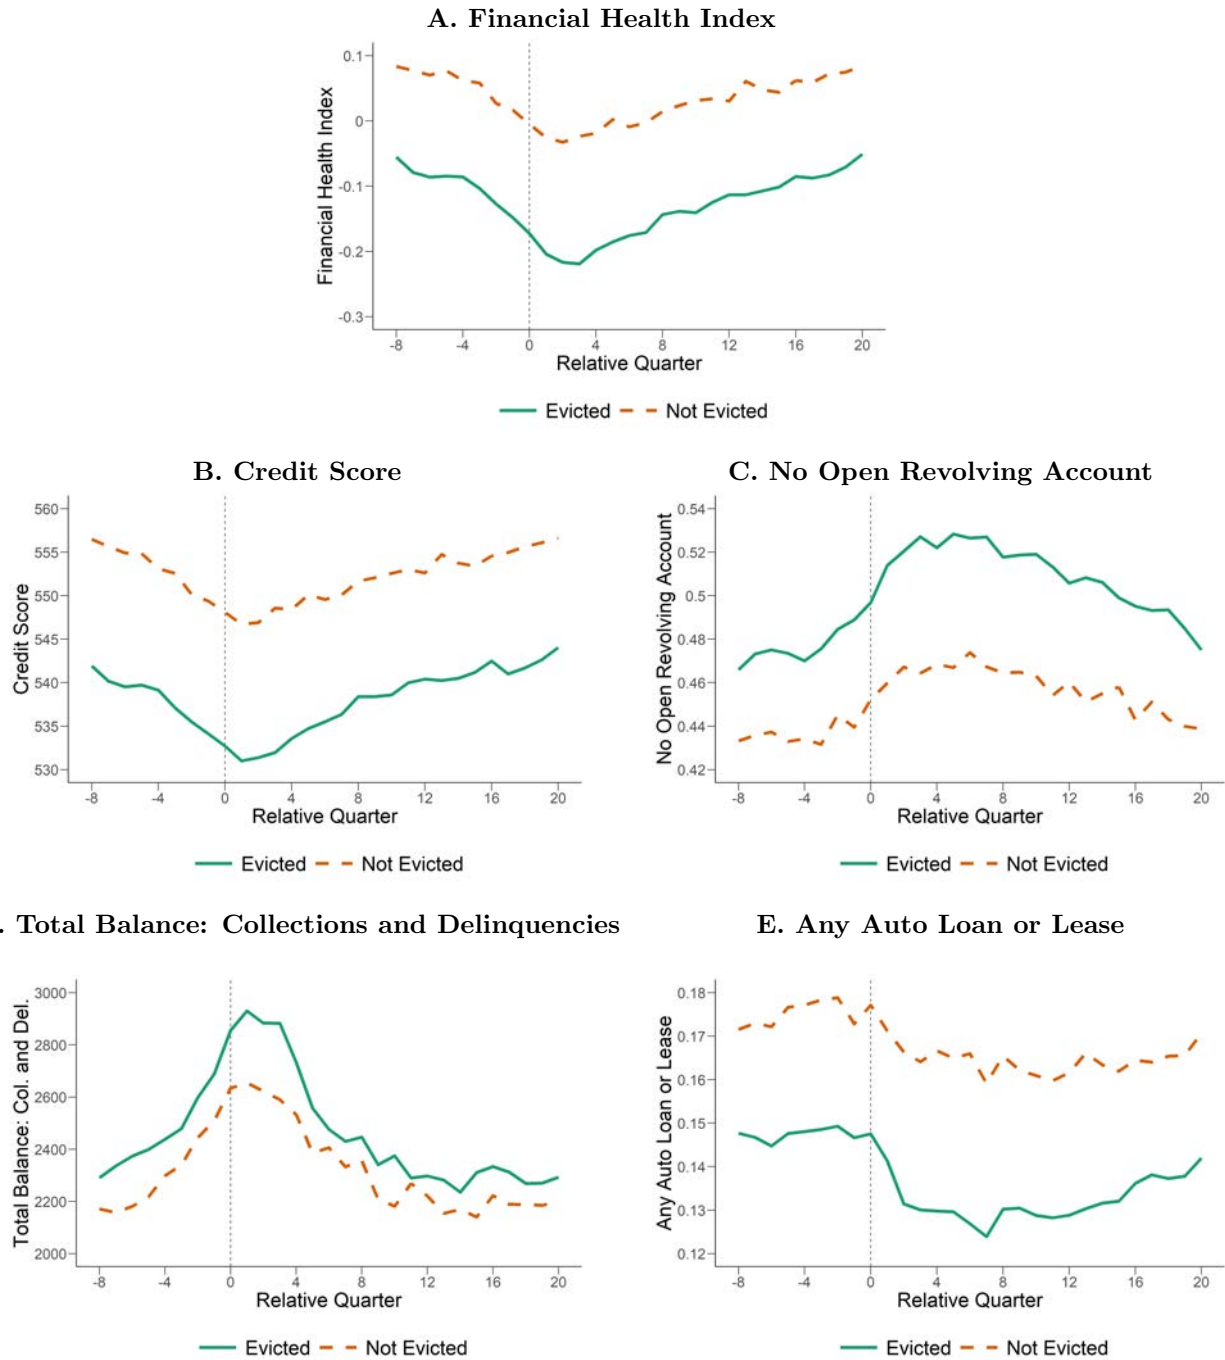 A. Financial Health Index
Financial Health Index
0.1
0
-0.1
-0.2
-0.3
-8 -4 0 4 8 12 16 20
Relative Quarter
Evicted Not Evicted
B. Credit Score
Credit Score
560
555
550
545
540
535
530
-8 -4 0 4 8 12 16 20
Relative Quarter
Evicted Not Evicted
C. No Open Revolving Account
No Open Revolving Account
0.54
0.52
0.5
0.48
0.46
0.44
0.42
-8 -4 0 4 8 12 16 20
Relative Quarter
Evicted Not Evicted
. Total Balance: Collections and Delinquencies
Total Balance: Col. and Del.
3000
2800
2600
2400
2200
2000
-8 -4 0 4 8 12 16 20
Relative Quarter
Evicted Not Evicted
E. Any Auto Loan or Lease
Any Auto Loan or Lease
0.18
0.17
0.16
0.15
0.14
0.13
0.12
-8 -4 0 4 8 12 16 20
Relative Quarter
Evicted Not Evicted